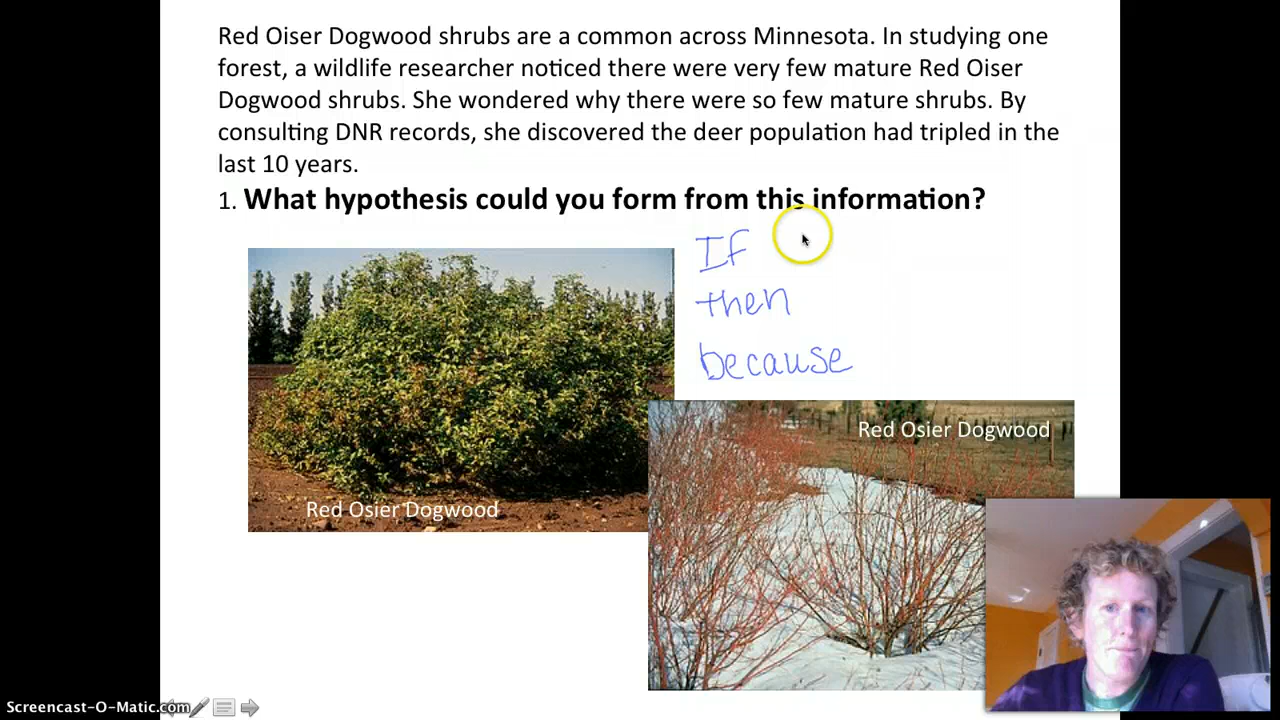 Red Oiser Dogwood shrubs are a common across Minnesota. In studying one
forest, a wildlife researcher noticed there were very few mature Red Oiser
Dogwood shrubs. She wondered why there were so few mature shrubs. By
consulting DNR records, she discovered the deer population had tripled in the
last 10 years.
1. What hypothesis could you form from this information?
If
then
because
Red Osier Dogwood
Red Osier Dogwood
Screencast-O-Matic.com